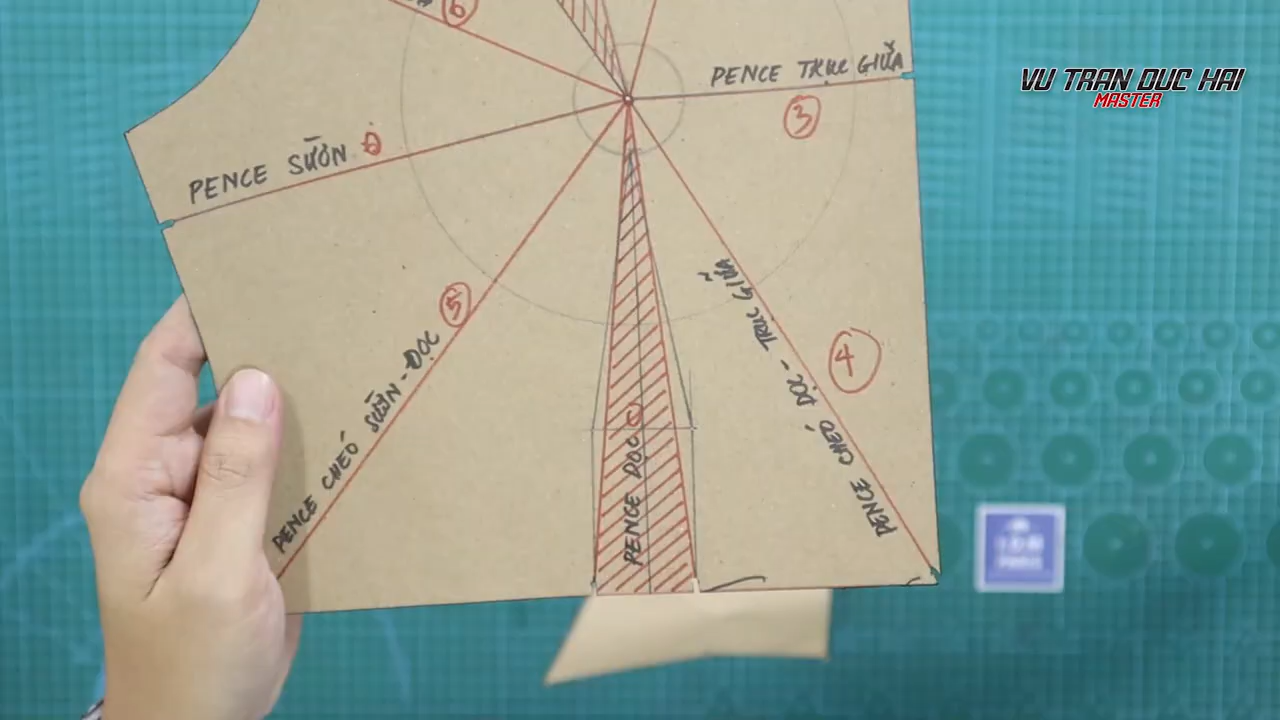 6
VU TRAN DUC HAI
MASTER
PENCE TRỤC GIỮA
3
PENCE SƯỜN
5
PENCE CHÉO SƯỜN - DỌC
PENCE DỌC
PENCE CHÉO DỌC - TRỤC GIỮA
4